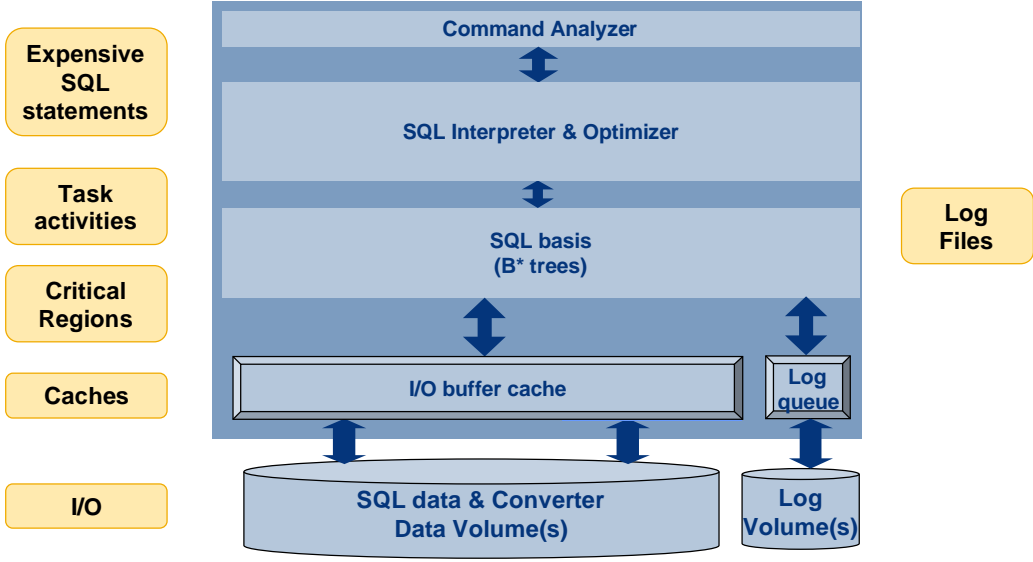 Command Analyzer
Expensive
SQL
statements
SQL Interpreter & Optimizer
Task
activities
SQL basis
(B* trees)
Log
Files
Critical
Regions
Caches
I/O buffer cache
Log
queue
I/O
SQL data & Converter
Data Volume(s)
Log
Volume(s)